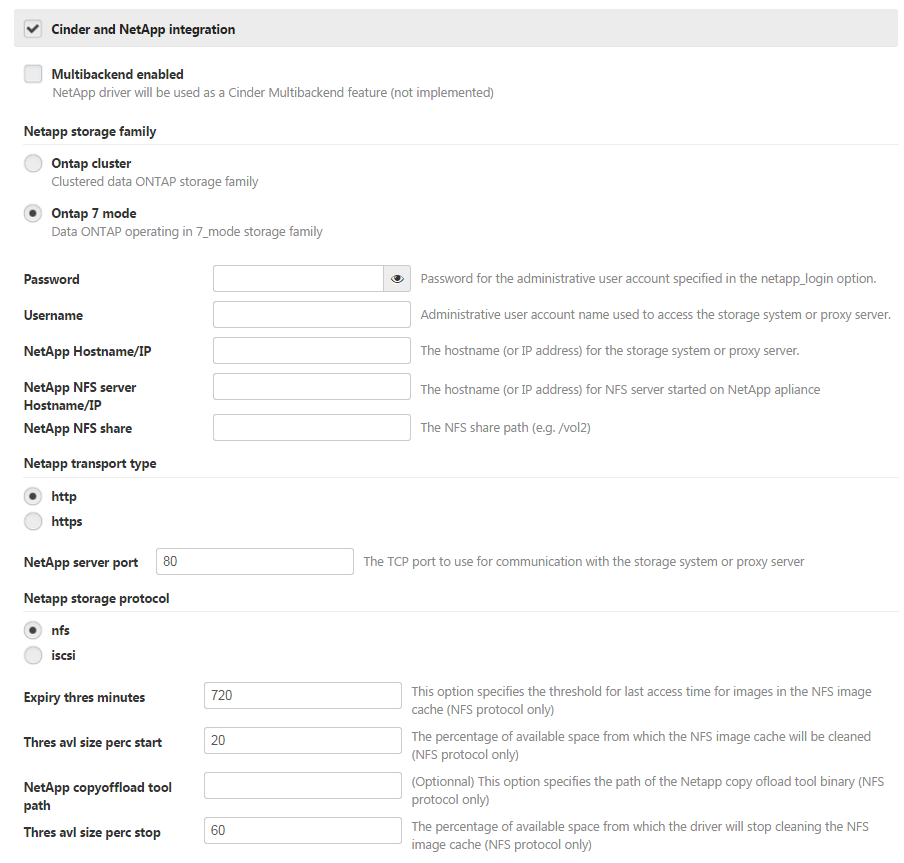 Cinder and NetApp integration
Multibackend enabled
NetApp driver will be used as a Cinder Multibackend feature (not implemented)
Netapp storage family
Ontap cluster
Clustered data ONTAP storage family
Ontap 7 mode
Data ONTAP operating in 7_mode storage family
Password
Password for the administrative user account specified in the netapp_login option.
Username
Administrative user account name used to access the storage system or proxy server.
NetApp Hostname/IP
The hostname (or IP address) for the storage system or proxy server.
NetApp NFS server
Hostname/IP
The hostname (or IP address) for NFS server started on NetApp apliance
NetApp NFS share
The NFS share path (e.g. /vol2)
Netapp transport type
http
https
NetApp server port
80
The TCP port to use for communication with the storage system or proxy server
Netapp storage protocol
nfs
iscsi
Expiry thres minutes
720
This option specifies the threshold for last access time for images in the NFS image
cache (NFS protocol only)
Thres avl size perc start
20
The percentage of available space from which the NFS image cache will be cleaned
(NFS protocol only)
NetApp copyoffload tool
path
(Optionnal) This option specifies the path of the Netapp copy ofload tool binary (NFS
protocol only)
Thres avl size perc stop
60
The percentage of available space from which the driver will stop cleaning the NFS
image cache (NFS protocol only)